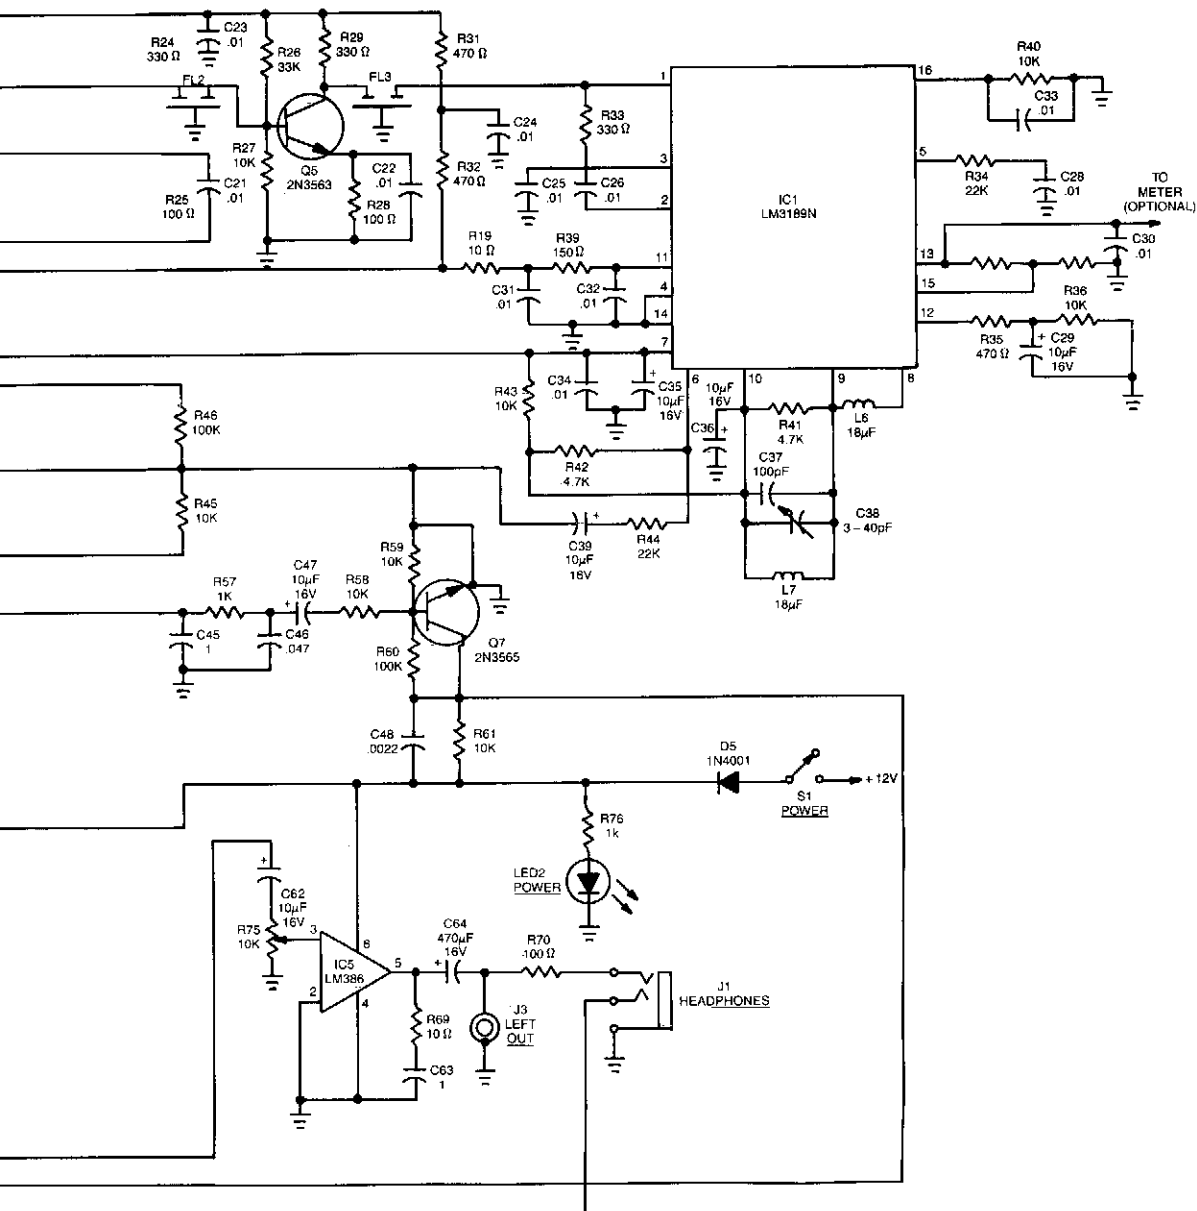 C23
.01
R24
330 Ω
R26
33K
R29
330 Ω
R31
470 Ω
FL2
FL3
1
16
R40
10K
C33
.01
R33
330 Ω
C24
.01
R27
10K
Q5
2N3563
C22
.01
R32
470 Ω
R25
100 Ω
C21
.01
R28
100 Ω
3
C25
.01
C26
.01
2
IC1
LM3189N
5
R34
22K
C28
.01
TO
METER
(OPTIONAL)
C30
.01
R19
10 Ω
R39
150 Ω
11
13
C31
.01
C32
.01
4
14
15
R36
10K
12
R35
470 Ω
+ C29
10µF
16V
7
6
10
9
8
R43
10K
C34
.01
+
C35
10µF
16V
10µF
16V
C36
+
R41
4.7K
L6
18µF
R46
100K
R42
4.7K
C37
100pF
R45
10K
C38
3 – 40pF
C39
10µF
16V
+
R44
22K
L7
18µF
R59
10K
R57
1K
C47
10µF
16V
+
R58
10K
C45
1
C46
.047
R60
100K
Q7
2N3565
C48
.0022
R61
10K
D5
1N4001
S1
POWER
+ 12V
R76
1k
LED2
POWER
+
C62
10µF
16V
R75
10K
3
6
IC5
LM386
5
2
4
C64
470µF
16V
+
R70
100 Ω
R69
10 Ω
J3
LEFT
OUT
J1
HEADPHONES
C63
1